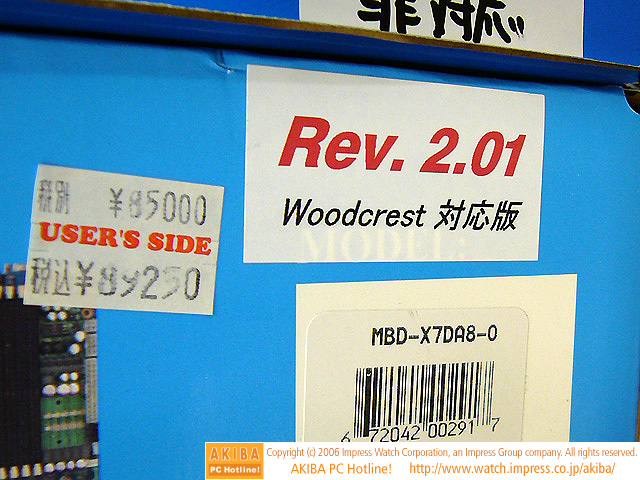 Rev. 2.01
Woodcrest 対応版
税別 ¥85000
USER'S SIDE
税込 ¥89250
MODEL:
MBD-X7DA8-O
6 72042 00291 7
AKIBA
PC Hotline!
Copyright (c) 2006 Impress Watch Corporation, an Impress Group company. All rights reserved.
AKIBA PC Hotline! http://www.watch.impress.co.jp/akiba/